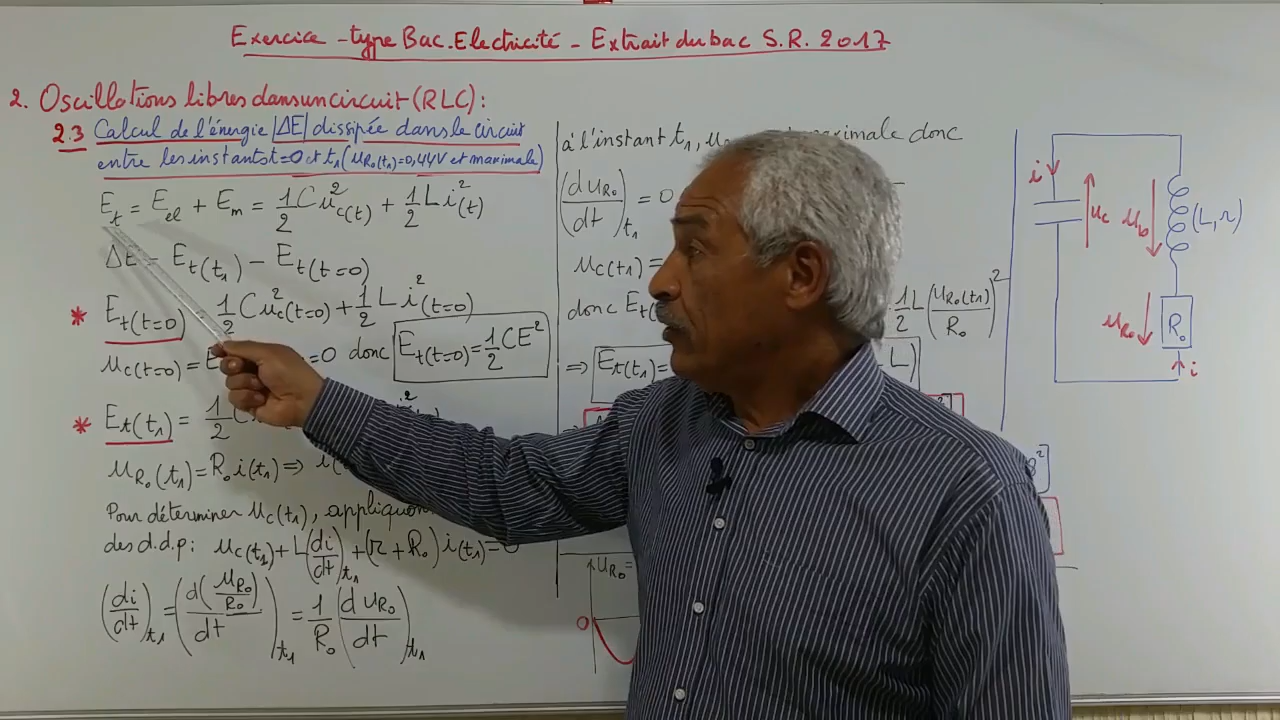 Exercice - type Bac. Electricité - Extrait du bac S.R. 2017
2. Oscillations libres dans un circuit (RLC) :
2.3 Calcul de l'énergie |ΔE| dissipée dans le circuit
entre les instants t=0 et t₁ (u_R₀(t₁)=0,44V et maximale)
E_t = E_el + E_m = 1/2 C u_c²(t) + 1/2 L i²(t)
ΔE = E_t(t₁) - E_t(t=0)
* E_t(t=0) = 1/2 C u_c²(t=0) + 1/2 L i²(t=0)
u_c(t=0) = E =0 donc E_t(t=0) = 1/2 CE²
* E_t(t₁) = 1/2 i²
u_R₀(t₁) = R₀ i(t₁) ⇒
Pour déterminer u_c(t₁),
des d.d.p : u_c(t₁) + L(di/dt)_t₁ + (r + R₀) i(t₁) = 0
(di/dt)_t₁ = (d(u_R₀/R₀)/dt)_t₁ = 1/R₀ (du_R₀/dt)_t₁
à l'instant t₁, u maximale donc
(du_R₀/dt)_t₁ = 0
u_c(t₁) =
donc E_t( 1/2 L (u_R₀(t₁)/R₀)²
⇒ E_t(t₁) = L)
u_R₀ =
0
i
u_c
u_b
(L, r)
u_R₀
R₀
i